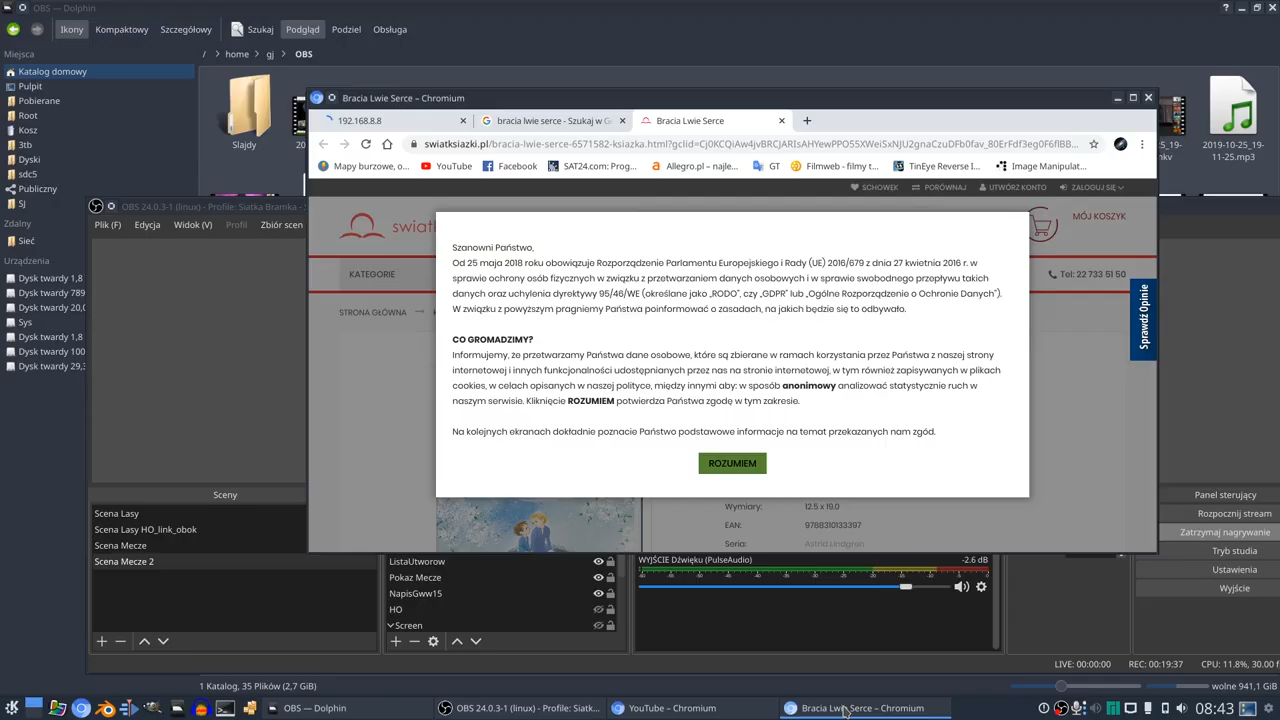 OBS — Dolphin
Ikony
Kompaktowy
Szczegółowy
Szukaj
Podgląd
Podziel
Obsługa
Miejsca
/ > home > gj > OBS
Katalog domowy
Pulpit
Pobierane
Root
Kosz
3tb
Dyski
sdc5
Publiczny
SJ
Zdalny
Sieć
Urządzenia
Dysk twardy 1,8
Dysk twardy 789
Dysk twardy 20,0
Sys
Dysk twardy 1,8
Dysk twardy 100
Dysk twardy 29,3
Slajdy
20
-19-
mkv
2019-10-25_19-
11-25.mp3
Bracia Lwie Serce – Chromium
192.168.8.8
bracia lwie serce - Szukaj w G
Bracia Lwie Serce
swiatksiazki.pl/bracia-lwie-serce-6571582-ksiazka.html?gclid=Cj0KCQiAw4jvBRCJARIsAHYewPPO55XWeiSxNJU2gnaCzuDFb0fav_80ErFdf3eg0F6flBB...
Mapy burzowe, o...
YouTube
Facebook
SAT24.com: Prog...
Allegro.pl – najle...
GT
Filmweb - filmy t...
TinEye Reverse I...
Image Manipulat...
SCHOWEK
PORÓWNAJ
UTWÓRZ KONTO
ZALOGUJ SIĘ
swiat
MÓJ KOSZYK
KATEGORIE
Tel: 22 733 51 50
STRONA GŁÓWNA
Sprawdź Opinie
Szanowni Państwo,
Od 25 maja 2018 roku obowiązuje Rozporządzenie Parlamentu Europejskiego i Rady (UE) 2016/679 z dnia 27 kwietnia 2016 r. w
sprawie ochrony osób fizycznych w związku z przetwarzaniem danych osobowych i w sprawie swobodnego przepływu takich
danych oraz uchylenia dyrektywy 95/46/WE (określane jako „RODO”, czy „GDPR” lub „Ogólne Rozporządzenie o Ochronie Danych”).
W związku z powyższym pragniemy Państwa poinformować o zasadach, na jakich będzie się to odbywało.
CO GROMADZIMY?
Informujemy, że przetwarzamy Państwa dane osobowe, które są zbierane w ramach korzystania przez Państwa z naszej strony
internetowej i innych funkcjonalności udostępnianych przez nas na stronie internetowej, w tym również zapisywanych w plikach
cookies, w celach opisanych w naszej polityce, między innymi aby: w sposób anonimowy analizować statystycznie ruch w
naszym serwisie. Kliknięcie ROZUMIEM potwierdza Państwa zgodę w tym zakresie.
Na kolejnych ekranach dokładnie poznacie Państwo podstawowe informacje na temat przekazanych nam zgód.
ROZUMIEM
Wymiary: 12.5 x 19.0
EAN: 9788310133397
Seria: Astrid Lindgren
OBS 24.0.3-1 (linux) - Profile: Siatka Bramka -
Plik (F)
Edycja
Widok (V)
Profil
Zbiór scen
Sceny
Scena Lasy
Scena Lasy HO_link_obok
Scena Mecze
Scena Mecze 2
ListaUtworow
Pokaz Mecze
NapisGww15
HO
Screen
WYJŚCIE Dźwięku (PulseAudio)
-2.6 dB
Panel sterujący
Rozpocznij stream
Zatrzymaj nagrywanie
Tryb studia
Ustawienia
Wyjście
LIVE: 00:00:00
REC: 00:19:37
CPU: 11.8%, 30.00 f
1 Katalog, 35 Plików (2,7 GiB)
wolne 941,1 GiB
OBS — Dolphin
OBS 24.0.3-1 (linux) - Profile: Siatk...
YouTube – Chromium
Bracia Lwie Serce – Chromium
08:43